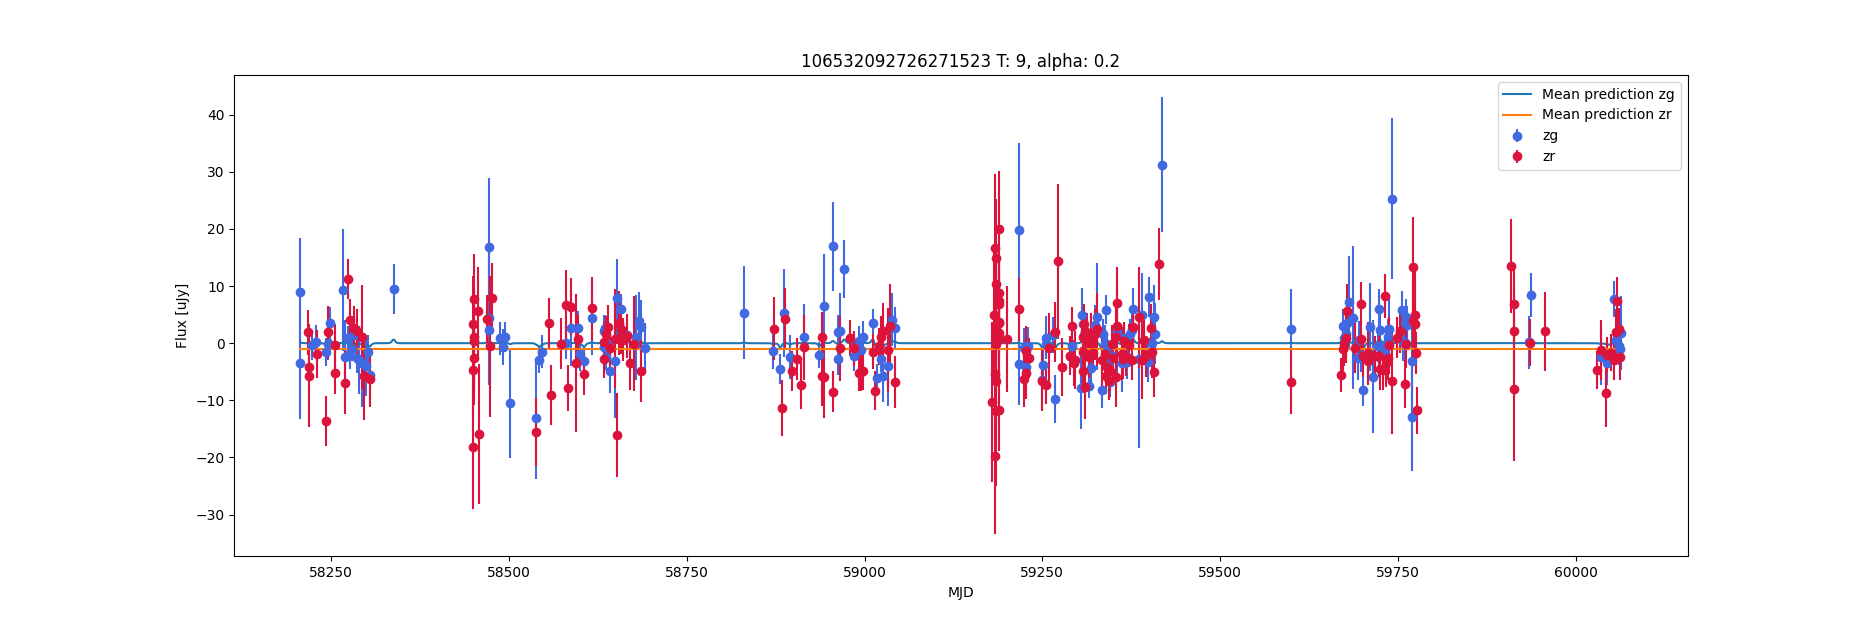 106532092726271523 T: 9, alpha: 0.2
Mean prediction zg
Mean prediction zr
zg
zr
Flux [uJy]
40
30
20
10
0
−10
−20
−30
58250
58500
58750
59000
59250
59500
59750
60000
MJD